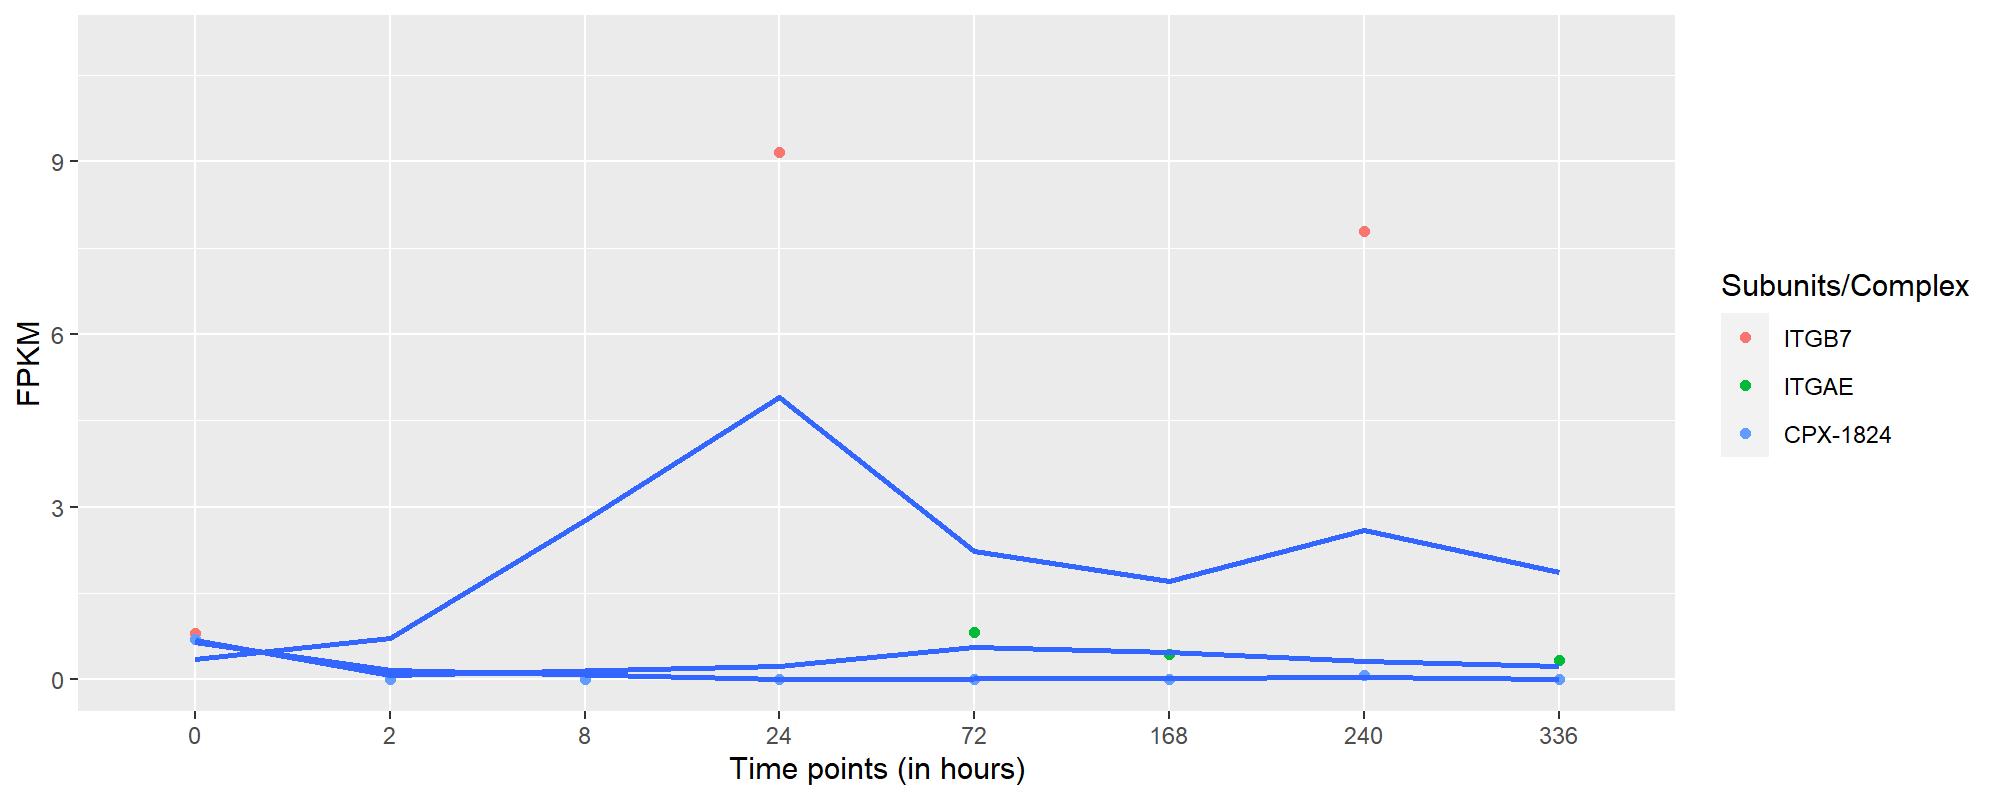 FPKM
9
6
3
0
0 2 8 24 72 168 240 336
Time points (in hours)
Subunits/Complex
ITGB7
ITGAE
CPX-1824